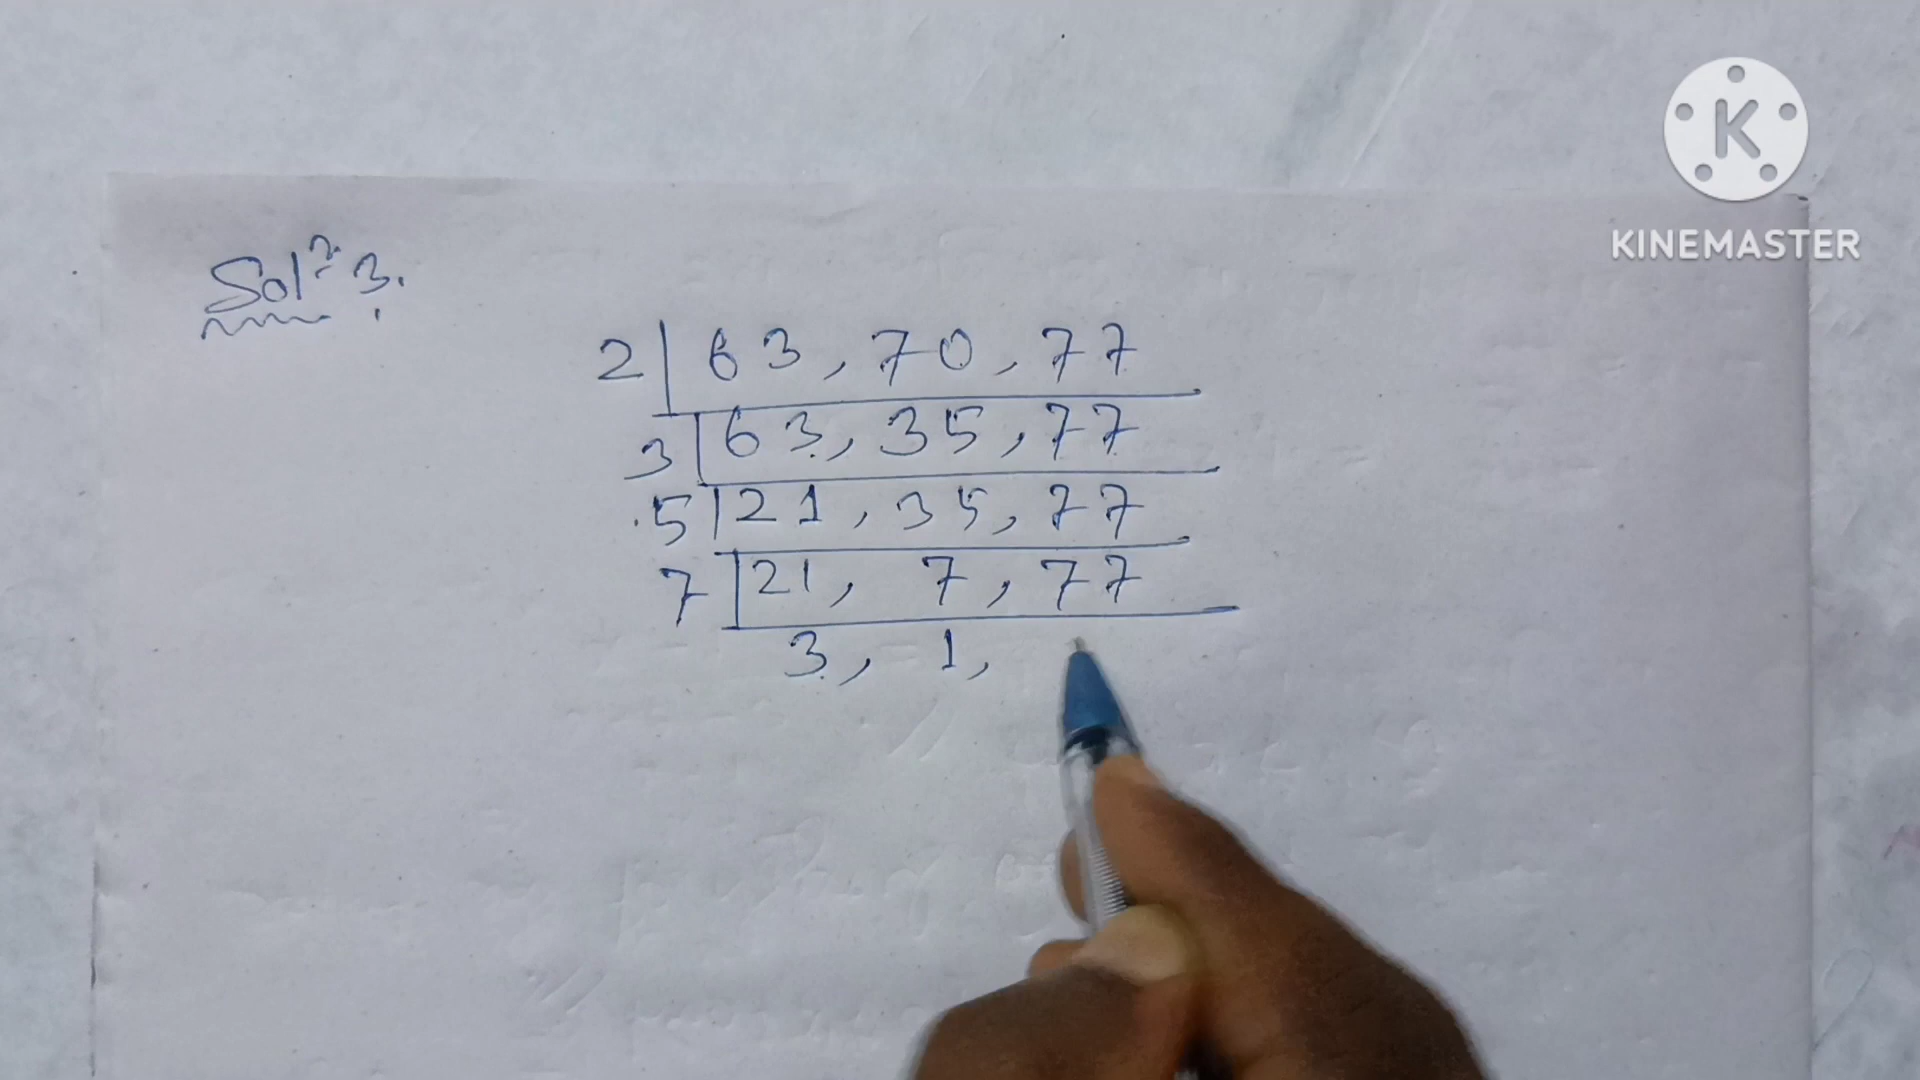 KINEMASTER
Solⁿ 3.
2 | 63, 70, 77
3 | 63, 35, 77
5 | 21, 35, 77
7 | 21, 7, 77
3, 1,